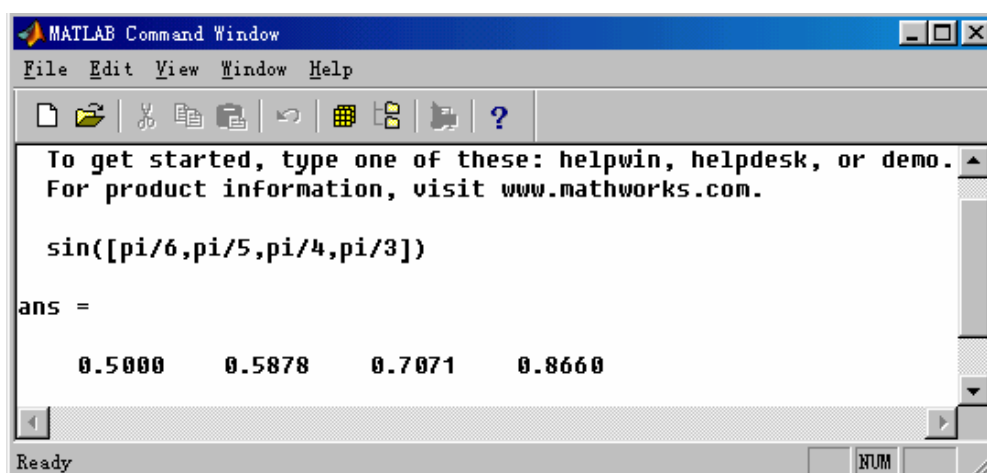 MATLAB Command Window
File Edit View Window Help
?
To get started, type one of these: helpwin, helpdesk, or demo.
For product information, visit www.mathworks.com.
sin([pi/6,pi/5,pi/4,pi/3])
ans =
0.5000 0.5878 0.7071 0.8660
Ready NUM